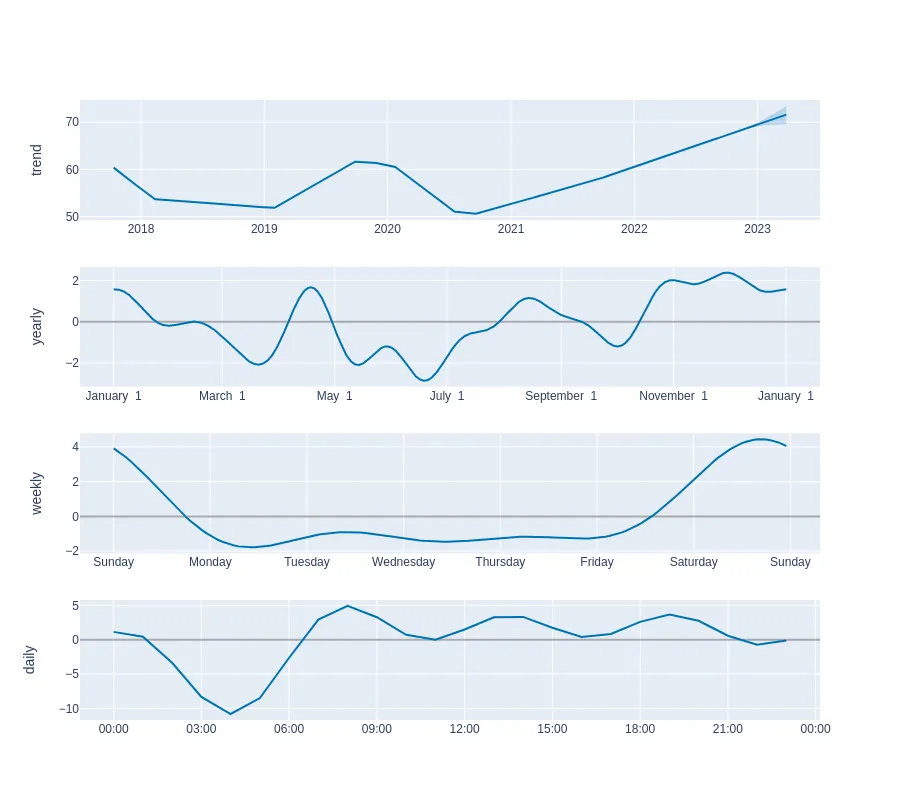 trend
70
60
50
2018 2019 2020 2021 2022 2023
yearly
2
0
−2
January 1 March 1 May 1 July 1 September 1 November 1 January 1
weekly
4
2
0
−2
Sunday Monday Tuesday Wednesday Thursday Friday Saturday Sunday
daily
5
0
−5
−10
00:00 03:00 06:00 09:00 12:00 15:00 18:00 21:00 00:00